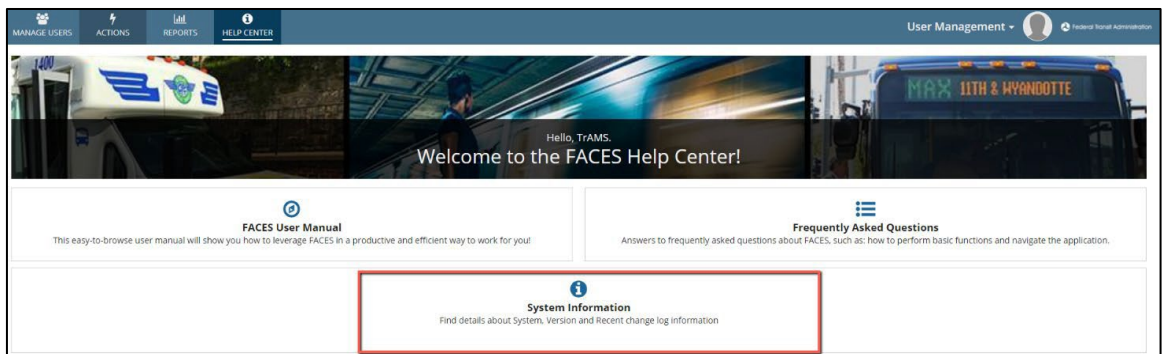 MANAGE USERS
ACTIONS
REPORTS
HELP CENTER
User Management
Federal Transit Administration
1400
MAX 11TH & WYANDOTTE
Hello, TrAMS.
Welcome to the FACES Help Center!
FACES User Manual
This easy-to-browse user manual will show you how to leverage FACES in a productive and efficient way to work for you!
Frequently Asked Questions
Answers to frequently asked questions about FACES, such as: how to perform basic functions and navigate the application.
System Information
Find details about System, Version and Recent change log information